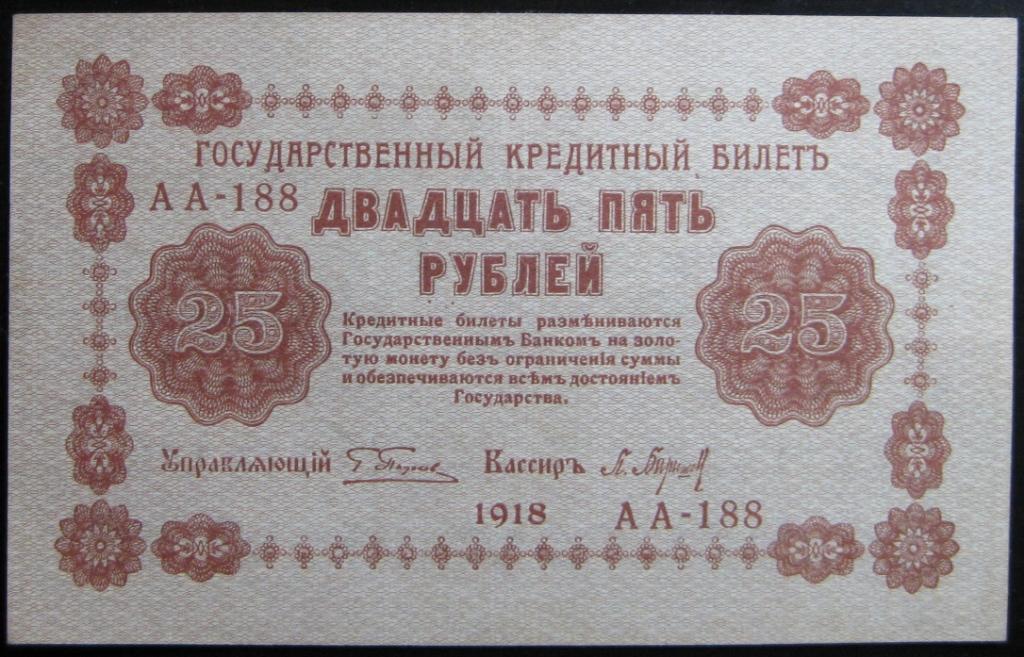 ГОСУДАРСТВЕННЫЙ КРЕДИТНЫЙ БИЛЕТЪ
АА-188
ДВАДЦАТЬ ПЯТЬ
РУБЛЕЙ
25
25
Кредитные билеты размѣниваются
Государственнымъ Банкомъ на золо-
тую монету безъ ограниченія суммы
и обезпечиваются всѣмъ достояніемъ
Государства.
Управляющій
Кассиръ
1918 АА-188